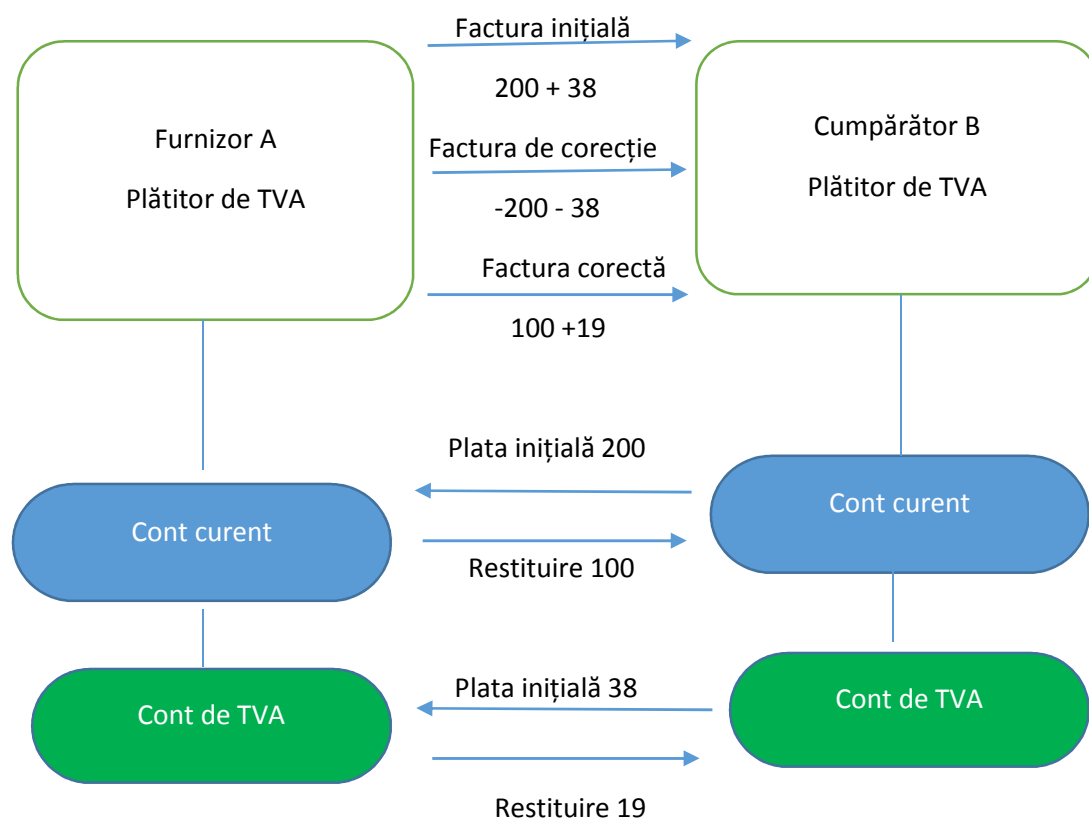 Factura inițială
200 + 38
Furnizor A
Plătitor de TVA
Factura de corecție
-200 - 38
Cumpărător B
Plătitor de TVA
Factura corectă
100 +19
Plata inițială 200
Cont curent
Cont curent
Restituire 100
Plata inițială 38
Cont de TVA
Cont de TVA
Restituire 19